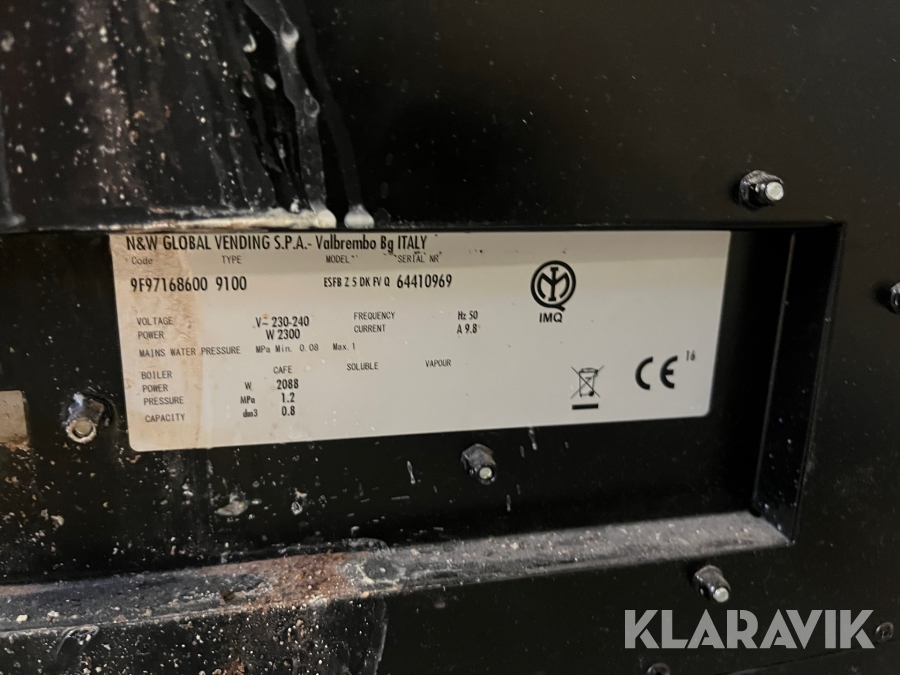 N&W GLOBAL VENDING S.P.A.- Valbrembo Bg ITALY
Code TYPE MODEL SERIAL NR
9F97168600 9100 ESFB Z 5 DK FV Q 64410969
VOLTAGE V~ 230-240 FREQUENCY Hz 50
POWER W 2300 CURRENT A 9.8
MAINS WATER PRESSURE MPa Min. 0.08 Max.1
BOILER CAFE SOLUBLE VAPOUR
POWER W 2088
PRESSURE MPa 1.2
CAPACITY dm3 0.8
IMQ
CE 16
KLARAVIK